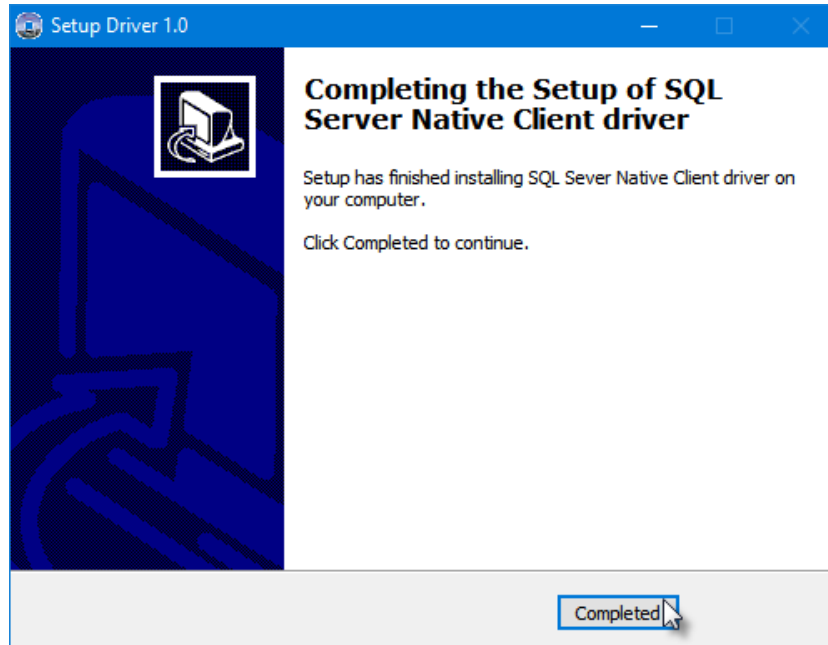 Setup Driver 1.0
Completing the Setup of SQL
Server Native Client driver
Setup has finished installing SQL Sever Native Client driver on
your computer.
Click Completed to continue.
Completed